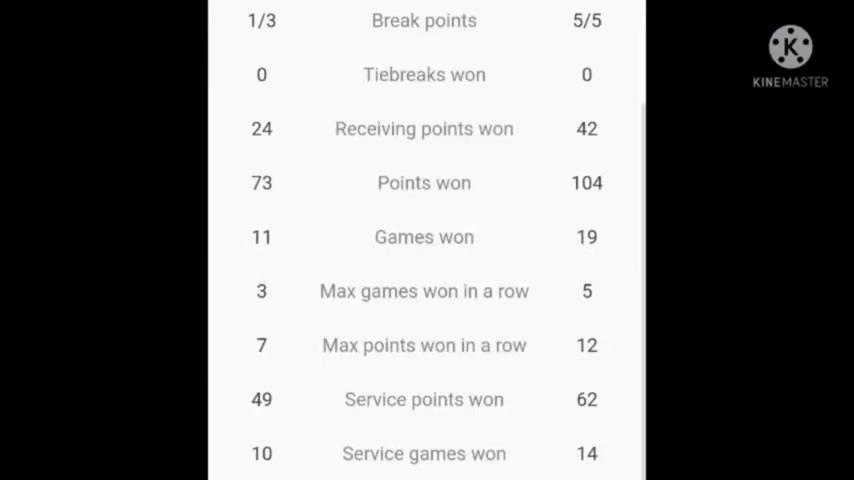 1/3 Break points 5/5
K
KINEMASTER
0 Tiebreaks won 0
24 Receiving points won 42
73 Points won 104
11 Games won 19
3 Max games won in a row 5
7 Max points won in a row 12
49 Service points won 62
10 Service games won 14